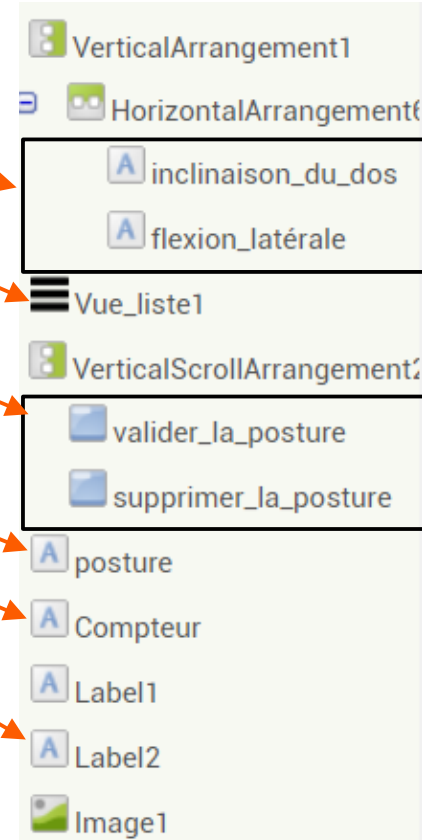 VerticalArrangement1
HorizontalArrangement6
A inclinaison_du_dos
A flexion_latérale
Vue_liste1
VerticalScrollArrangement2
valider_la_posture
supprimer_la_posture
A posture
A Compteur
A Label1
A Label2
Image1